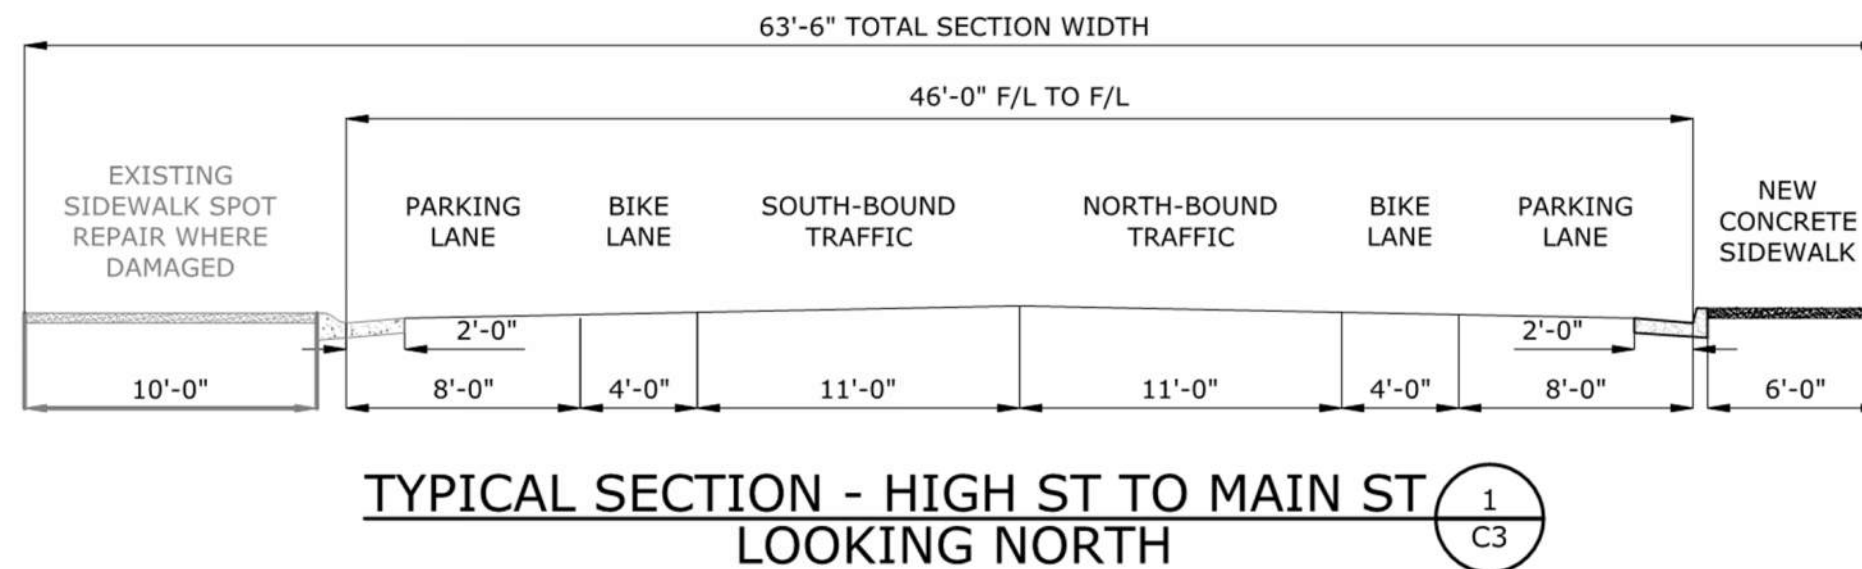 63'-6" TOTAL SECTION WIDTH
46'-0" F/L TO F/L
EXISTING
SIDEWALK SPOT
REPAIR WHERE
DAMAGED
PARKING
LANE
BIKE
LANE
SOUTH-BOUND
TRAFFIC
NORTH-BOUND
TRAFFIC
BIKE
LANE
PARKING
LANE
NEW
CONCRETE
SIDEWALK
2'-0"
2'-0"
10'-0"
8'-0"
4'-0"
11'-0"
11'-0"
4'-0"
8'-0"
6'-0"
TYPICAL SECTION - HIGH ST TO MAIN ST
LOOKING NORTH
1
C3